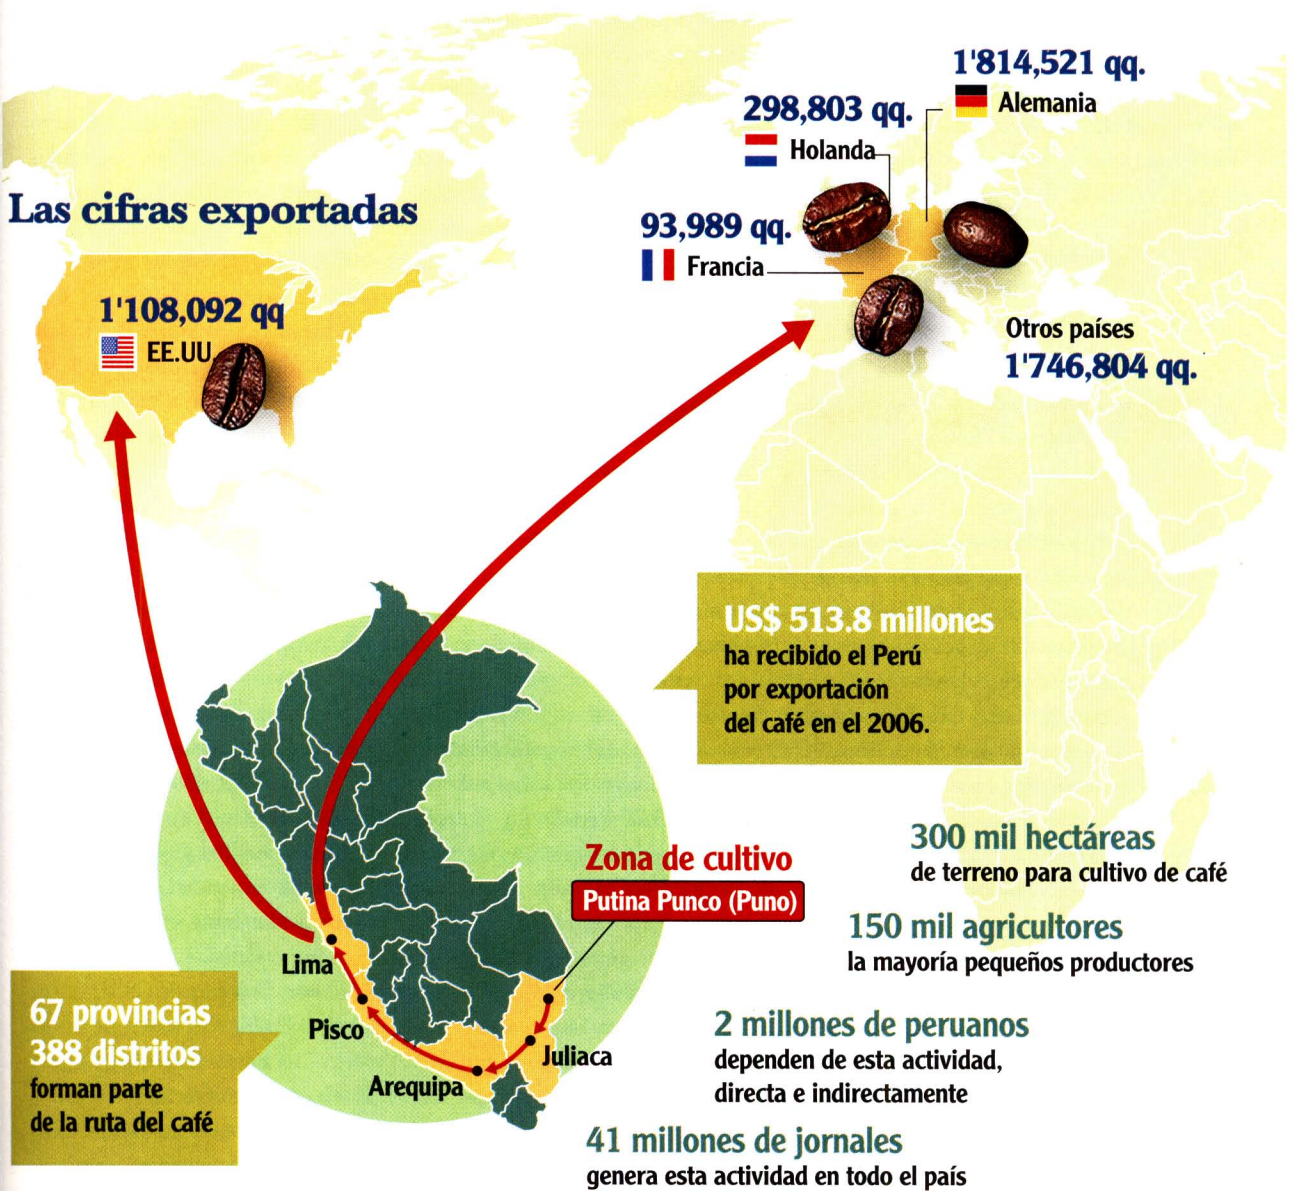 1'814,521 qq.
Alemania
298,803 qq.
Holanda
Las cifras exportadas
93,989 qq.
Francia
1'108,092 qq
EE.UU.
Otros países
1'746,804 qq.
US$ 513.8 millones
ha recibido el Perú
por exportación
del café en el 2006.
300 mil hectáreas
de terreno para cultivo de café
Zona de cultivo
Putina Punco (Puno)
150 mil agricultores
la mayoría pequeños productores
Lima
Pisco
Juliaca
Arequipa
67 provincias
388 distritos
forman parte
de la ruta del café
2 millones de peruanos
dependen de esta actividad,
directa e indirectamente
41 millones de jornales
genera esta actividad en todo el país